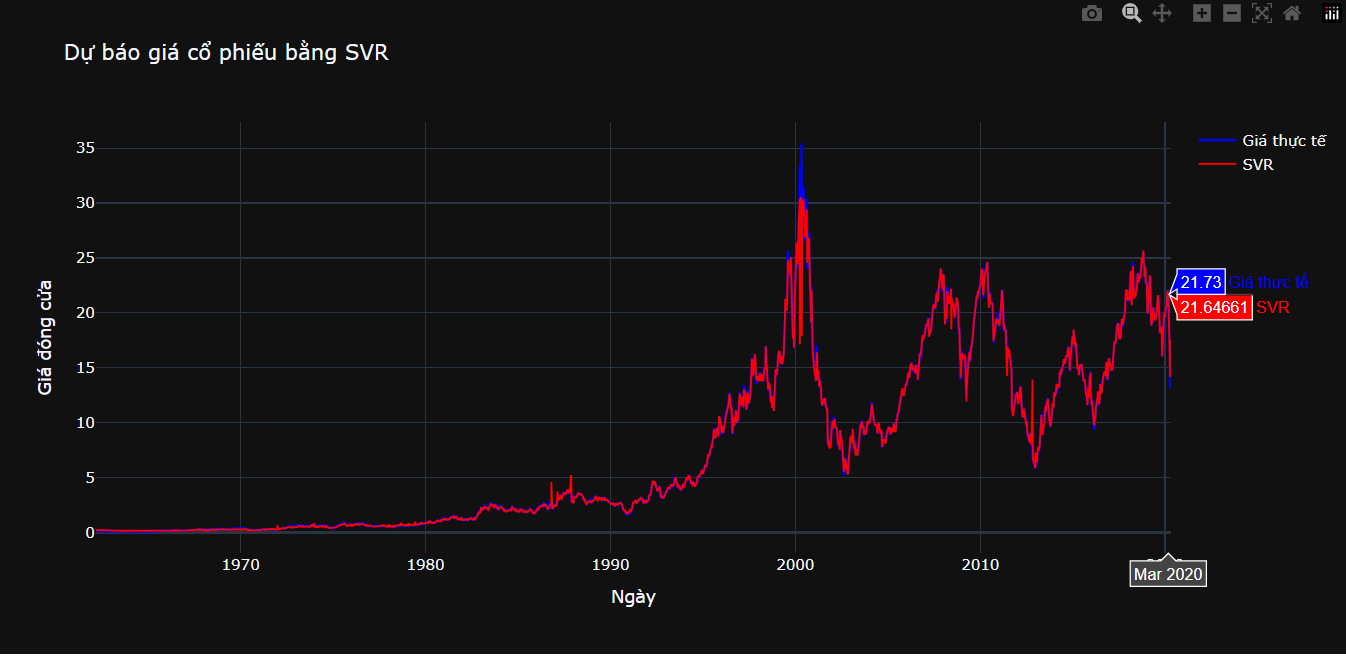 Dự báo giá cổ phiếu bằng SVR
Giá thực tế
SVR
35
30
25
20
15
10
5
0
Giá đóng cửa
21.73 Giá thực tế
21.64661 SVR
1970 1980 1990 2000 2010
Mar 2020
Ngày